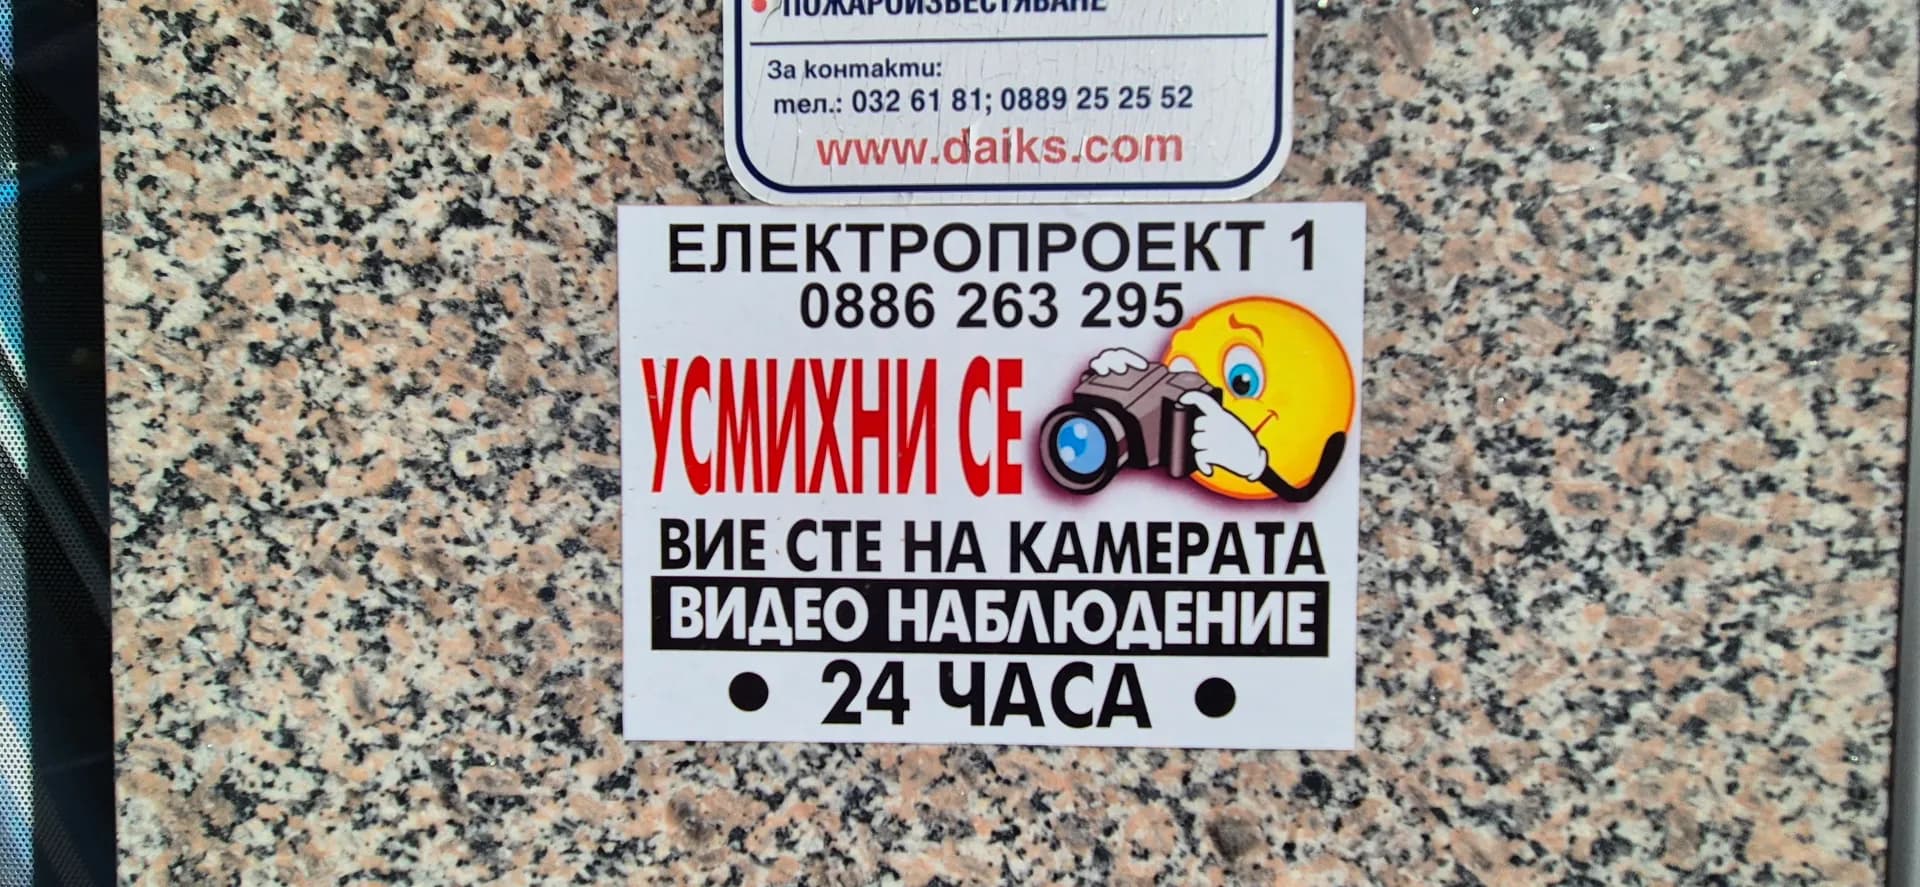 • ПОЖАРОИЗВЕСТЯВАНЕ
За контакти:
тел.: 032 61 81; 0889 25 25 52
www.daiks.com
ЕЛЕКТРОПРОЕКТ 1
0886 263 295
УСМИХНИ СЕ
ВИЕ СТЕ НА КАМЕРАТА
ВИДЕО НАБЛЮДЕНИЕ
• 24 ЧАСА •